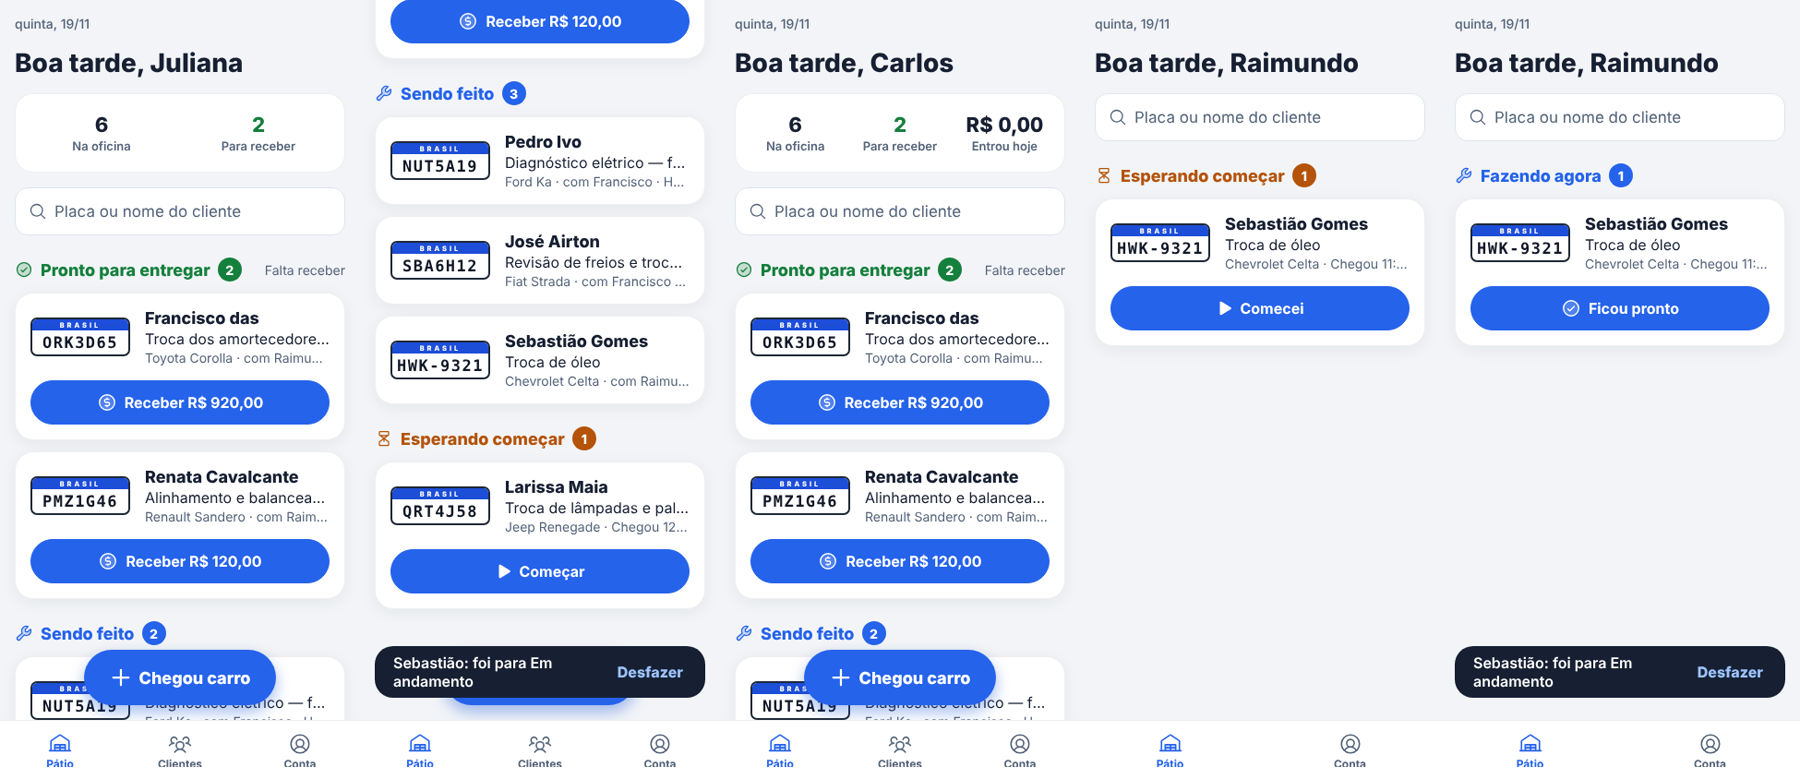 quinta, 19/11
Boa tarde, Juliana
6
Na oficina
2
Para receber
Placa ou nome do cliente
Pronto para entregar 2
Falta receber
BRASIL
ORK3D65
Francisco das
Troca dos amortecedore...
Toyota Corolla · com Raimu...
Receber R$ 920,00
BRASIL
PMZ1G46
Renata Cavalcante
Alinhamento e balancea...
Renault Sandero · com Raim...
Receber R$ 120,00
Sendo feito 2
NUT5A19
Chegou carro
Pátio
Clientes
Conta
Receber R$ 120,00
Sendo feito 3
BRASIL
NUT5A19
Pedro Ivo
Diagnóstico elétrico — f...
Ford Ka · com Francisco · H...
BRASIL
SBA6H12
José Airton
Revisão de freios e troc...
Fiat Strada · com Francisco ...
BRASIL
HWK-9321
Sebastião Gomes
Troca de óleo
Chevrolet Celta · com Raimu...
Esperando começar 1
BRASIL
QRT4J58
Larissa Maia
Troca de lâmpadas e pal...
Jeep Renegade · Chegou 12...
Começar
Sebastião: foi para Em
andamento
Desfazer
Pátio
Clientes
Conta
quinta, 19/11
Boa tarde, Carlos
6
Na oficina
2
Para receber
R$ 0,00
Entrou hoje
Placa ou nome do cliente
Pronto para entregar 2
Falta receber
BRASIL
ORK3D65
Francisco das
Troca dos amortecedore...
Toyota Corolla · com Raimu...
Receber R$ 920,00
BRASIL
PMZ1G46
Renata Cavalcante
Alinhamento e balancea...
Renault Sandero · com Raim...
Receber R$ 120,00
Sendo feito 2
NUT5A19
Chegou carro
Pátio
Clientes
Conta
quinta, 19/11
Boa tarde, Raimundo
Placa ou nome do cliente
Esperando começar 1
BRASIL
HWK-9321
Sebastião Gomes
Troca de óleo
Chevrolet Celta · Chegou 11:...
Comecei
Pátio
Conta
quinta, 19/11
Boa tarde, Raimundo
Placa ou nome do cliente
Fazendo agora 1
BRASIL
HWK-9321
Sebastião Gomes
Troca de óleo
Chevrolet Celta · Chegou 11:...
Ficou pronto
Sebastião: foi para Em
andamento
Desfazer
Pátio
Conta